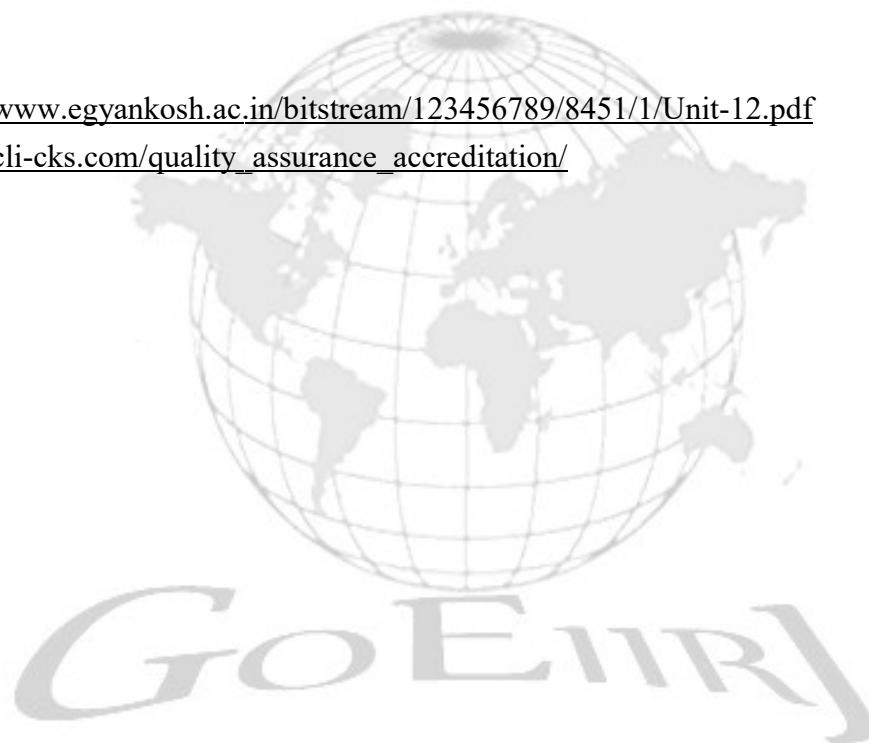 www.egyankosh.ac.in/bitstream/123456789/8451/1/Unit-12.pdf
cli-cks.com/quality_assurance_accreditation/
GoEIIRJ